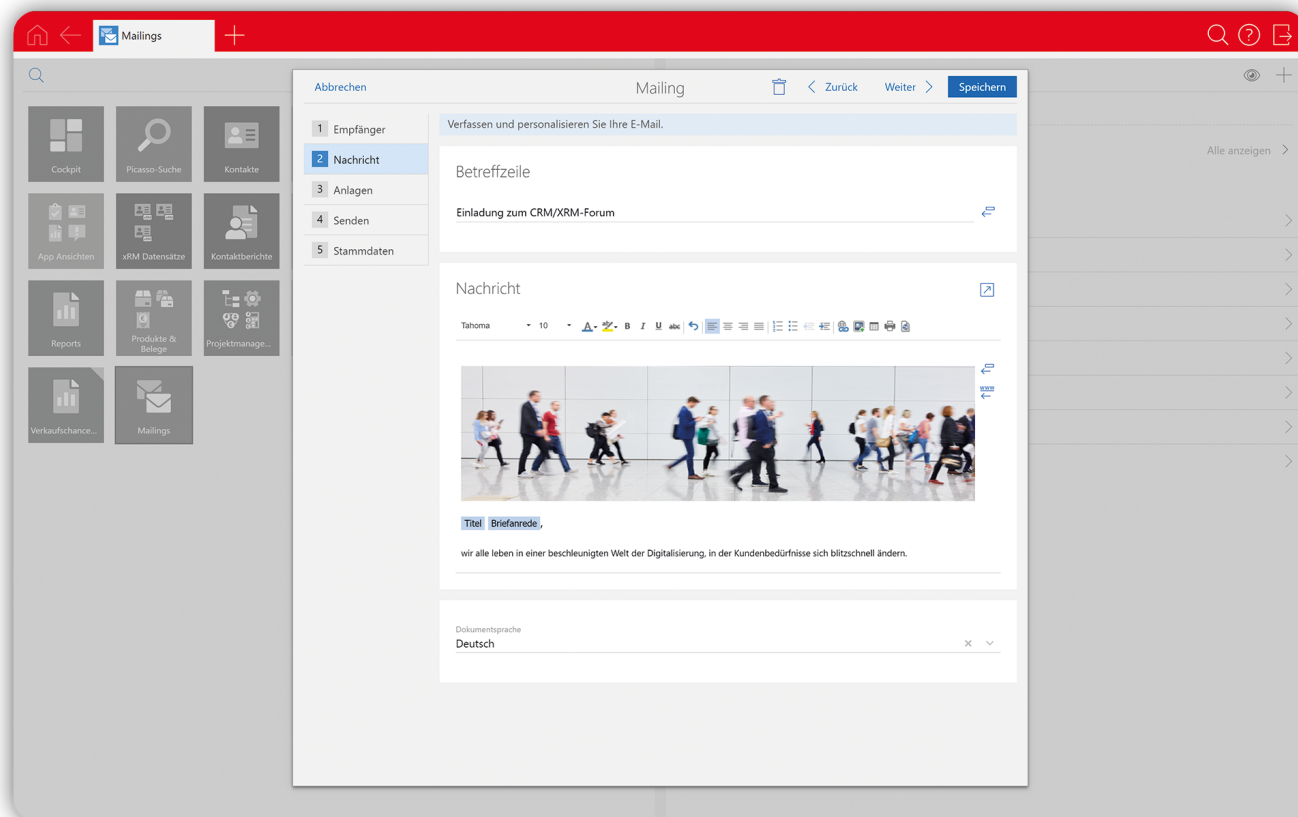 Mailings
Alle anzeigen
Cockpit
Picasso-Suche
Kontakte
App Ansichten
xRM Datensätze
Kontaktberichte
Reports
Produkte &
Belege
Projektmanage...
Verkaufschance...
Mailings
Abbrechen
Mailing
Zurück
Weiter
Speichern
1 Empfänger
2 Nachricht
3 Anlagen
4 Senden
5 Stammdaten
Verfassen und personalisieren Sie Ihre E-Mail.
Betreffzeile
Einladung zum CRM/XRM-Forum
Nachricht
Tahoma 10 A ab B I U abc
www
Titel Briefanrede ,
wir alle leben in einer beschleunigten Welt der Digitalisierung, in der Kundenbedürfnisse sich blitzschnell ändern.
Dokumentsprache
Deutsch